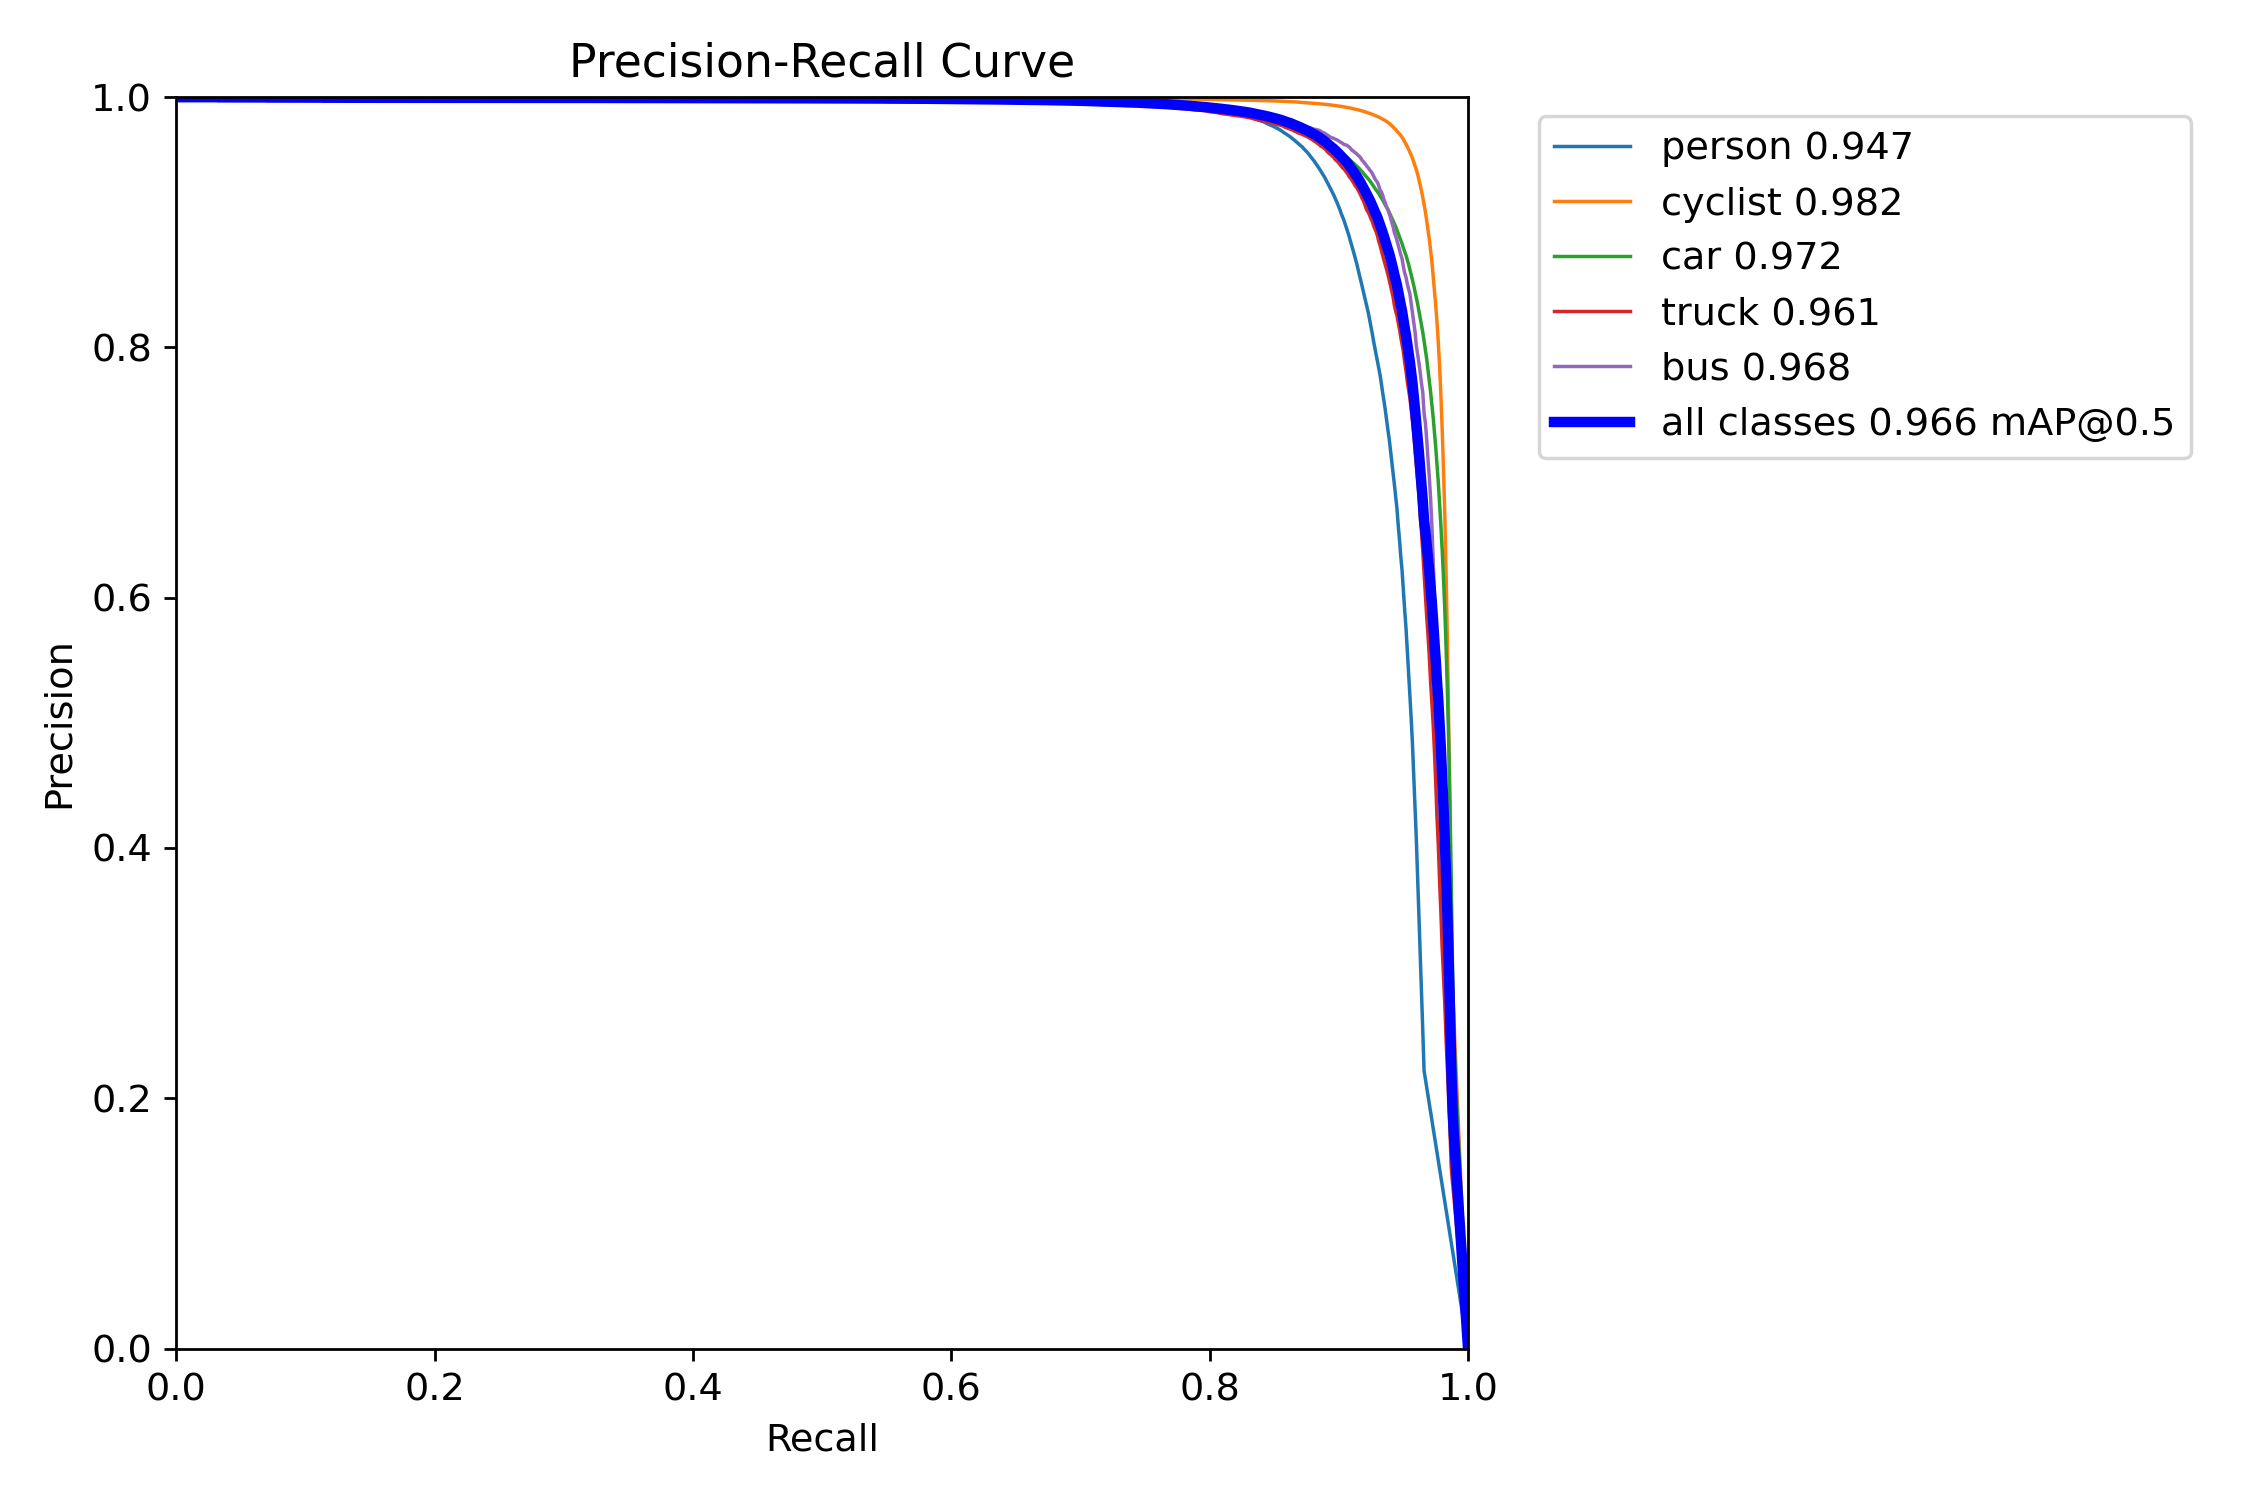 Precision-Recall Curve
1.0
0.8
0.6
0.4
0.2
0.0
Precision
0.0 0.2 0.4 0.6 0.8 1.0
Recall
person 0.947
cyclist 0.982
car 0.972
truck 0.961
bus 0.968
all classes 0.966 mAP@0.5